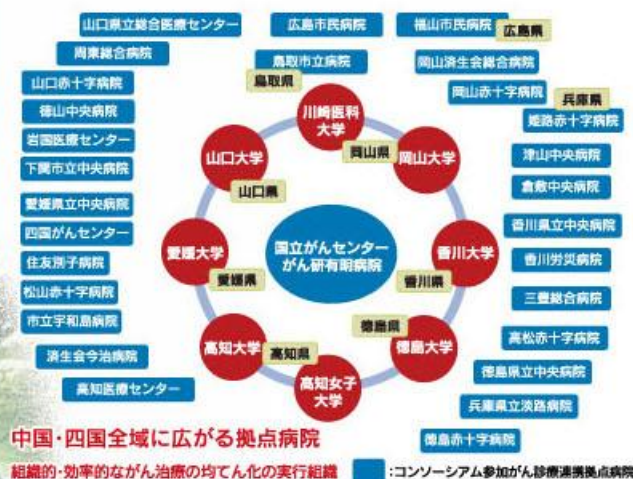 山口県立総合医療センター
広島市民病院
福山市民病院
広島県
周東総合病院
鳥取市立病院
岡山済生会総合病院
鳥取県
山口赤十字病院
岡山赤十字病院
兵庫県
川崎医科
大学
姫路赤十字病院
徳山中央病院
岩国医療センター
山口大学
岡山県
岡山大学
津山中央病院
下関市立中央病院
山口県
倉敷中央病院
愛媛県立中央病院
国立がんセンター
がん研有明病院
香川県立中央病院
四国がんセンター
愛媛大学
香川大学
住友別子病院
愛媛県
香川県
香川労災病院
松山赤十字病院
三豊総合病院
市立宇和島病院
徳島県
高松赤十字病院
高知大学
高知県
徳島大学
済生会今治病院
徳島県立中央病院
高知医療センター
高知女子
大学
兵庫県立淡路病院
中国・四国全域に広がる拠点病院
徳島赤十字病院
組織的・効率的ながん治療の均てん化の実行組織
:コンソーシアム参加がん診療連携拠点病院